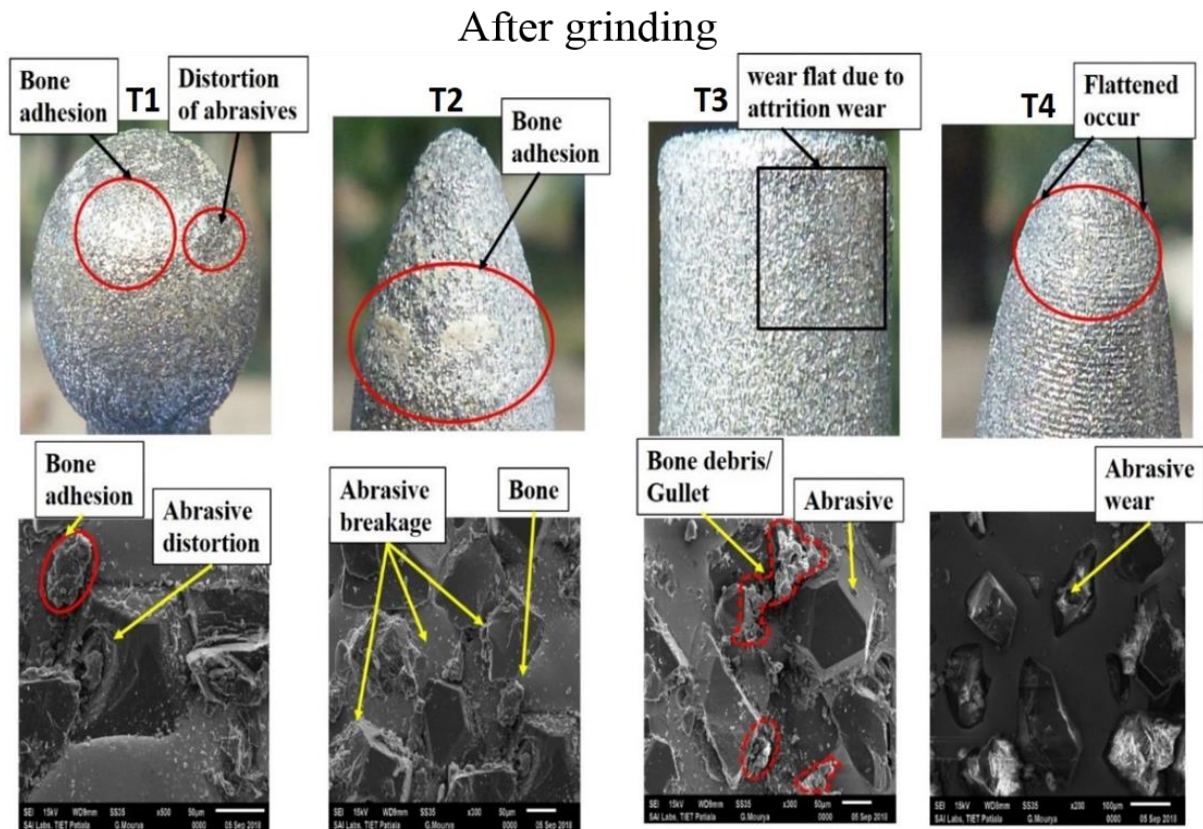 After grinding
Bone
adhesion
T1
Distortion
of abrasives
T2
Bone
adhesion
wear flat due to
attrition wear
T3
T4
Flattened
occur
Bone
adhesion
Abrasive
distortion
Abrasive
breakage
Bone
Bone debris/
Gullet
Abrasive
Abrasive
wear
SEI 15kV WD9mm SS35 x500 50µm
SAI Labs, TIET Patiala G.Mourya 0000 05 Sep 2018
SEI 15kV WD9mm SS35 x300 50µm
SAI Labs, TIET Patiala G.Mourya 0000 05 Sep 2018
SEI 15kV WD9mm SS35 x300 50µm
SAI Labs, TIET Patiala G.Mourya 0000 05 Sep 2018
SEI 15kV WD9mm SS35 x200 100µm
SAI Labs, TIET Patiala G.Mourya 0000 05 Sep 2018